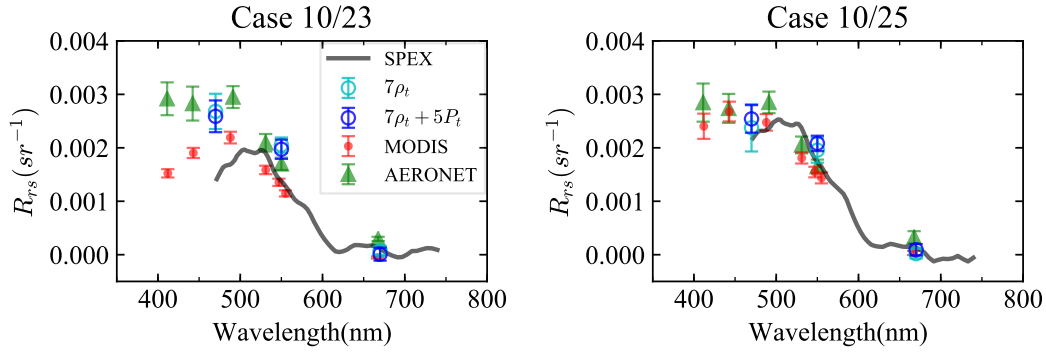 Case 10/23
R_rs(sr^−1)
0.004
0.003
0.002
0.001
0.000
SPEX
7ρ_t
7ρ_t + 5P_t
MODIS
AERONET
400 500 600 700 800
Wavelength(nm)
Case 10/25
R_rs(sr^−1)
0.004
0.003
0.002
0.001
0.000
400 500 600 700 800
Wavelength(nm)